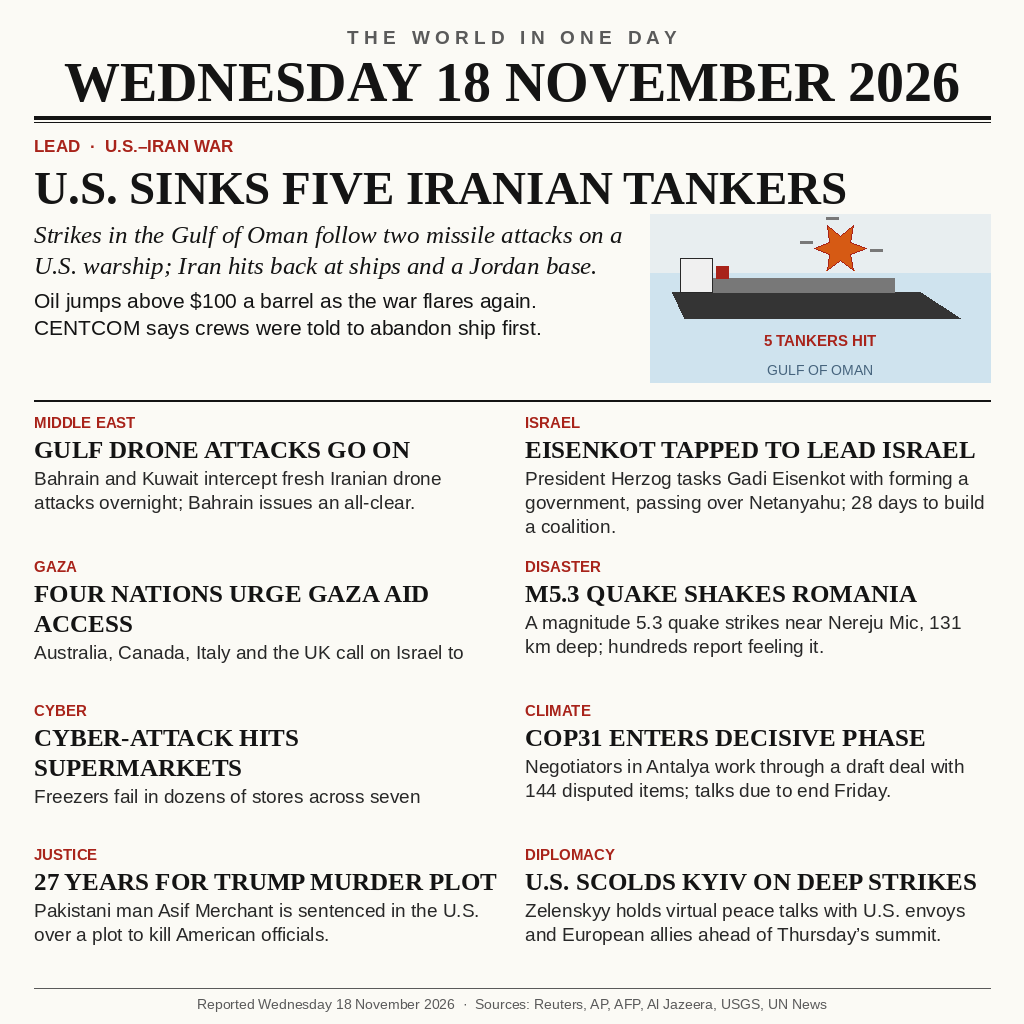 THE WORLD IN ONE DAY
WEDNESDAY 18 NOVEMBER 2026
LEAD · U.S.–IRAN WAR
U.S. SINKS FIVE IRANIAN TANKERS
Strikes in the Gulf of Oman follow two missile attacks on a
U.S. warship; Iran hits back at ships and a Jordan base.
Oil jumps above $100 a barrel as the war flares again.
CENTCOM says crews were told to abandon ship first.
5 TANKERS HIT
GULF OF OMAN
MIDDLE EAST
GULF DRONE ATTACKS GO ON
Bahrain and Kuwait intercept fresh Iranian drone
attacks overnight; Bahrain issues an all-clear.
ISRAEL
EISENKOT TAPPED TO LEAD ISRAEL
President Herzog tasks Gadi Eisenkot with forming a
government, passing over Netanyahu; 28 days to build
a coalition.
GAZA
FOUR NATIONS URGE GAZA AID
ACCESS
Australia, Canada, Italy and the UK call on Israel to
DISASTER
M5.3 QUAKE SHAKES ROMANIA
A magnitude 5.3 quake strikes near Nereju Mic, 131
km deep; hundreds report feeling it.
CYBER
CYBER-ATTACK HITS
SUPERMARKETS
Freezers fail in dozens of stores across seven
CLIMATE
COP31 ENTERS DECISIVE PHASE
Negotiators in Antalya work through a draft deal with
144 disputed items; talks due to end Friday.
JUSTICE
27 YEARS FOR TRUMP MURDER PLOT
Pakistani man Asif Merchant is sentenced in the U.S.
over a plot to kill American officials.
DIPLOMACY
U.S. SCOLDS KYIV ON DEEP STRIKES
Zelenskyy holds virtual peace talks with U.S. envoys
and European allies ahead of Thursday’s summit.
Reported Wednesday 18 November 2026 · Sources: Reuters, AP, AFP, Al Jazeera, USGS, UN News